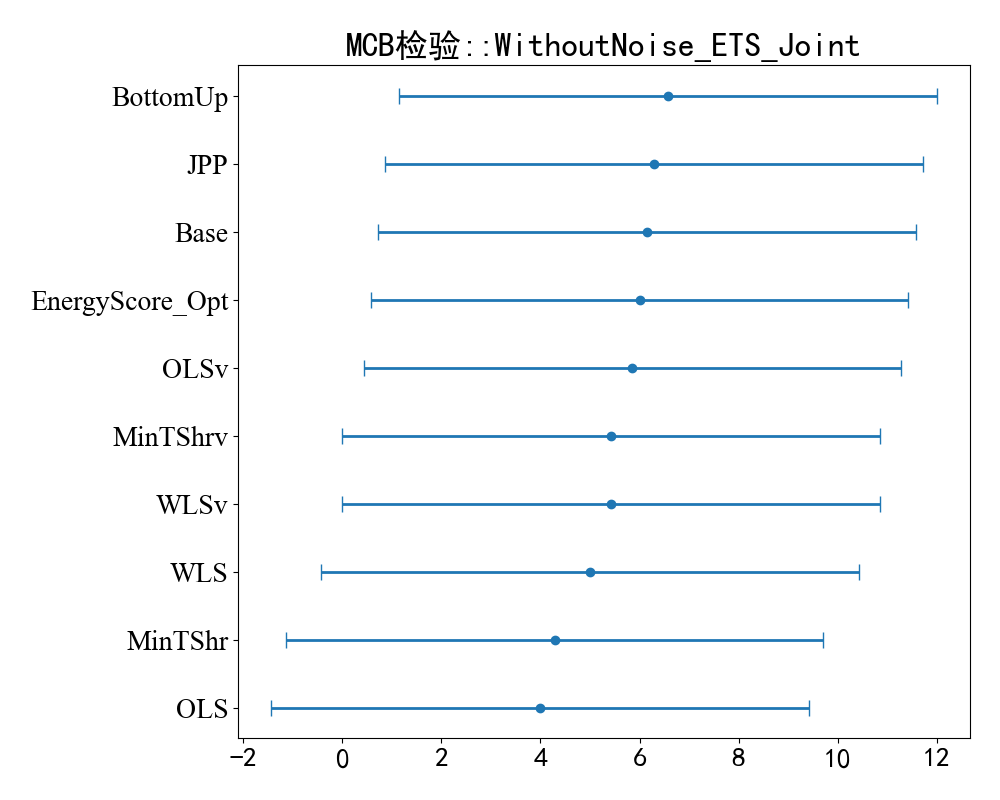 MCB检验::WithoutNoise_ETS_Joint
BottomUp
JPP
Base
EnergyScore_Opt
OLSv
MinTShrv
WLSv
WLS
MinTShr
OLS
−2 0 2 4 6 8 10 12